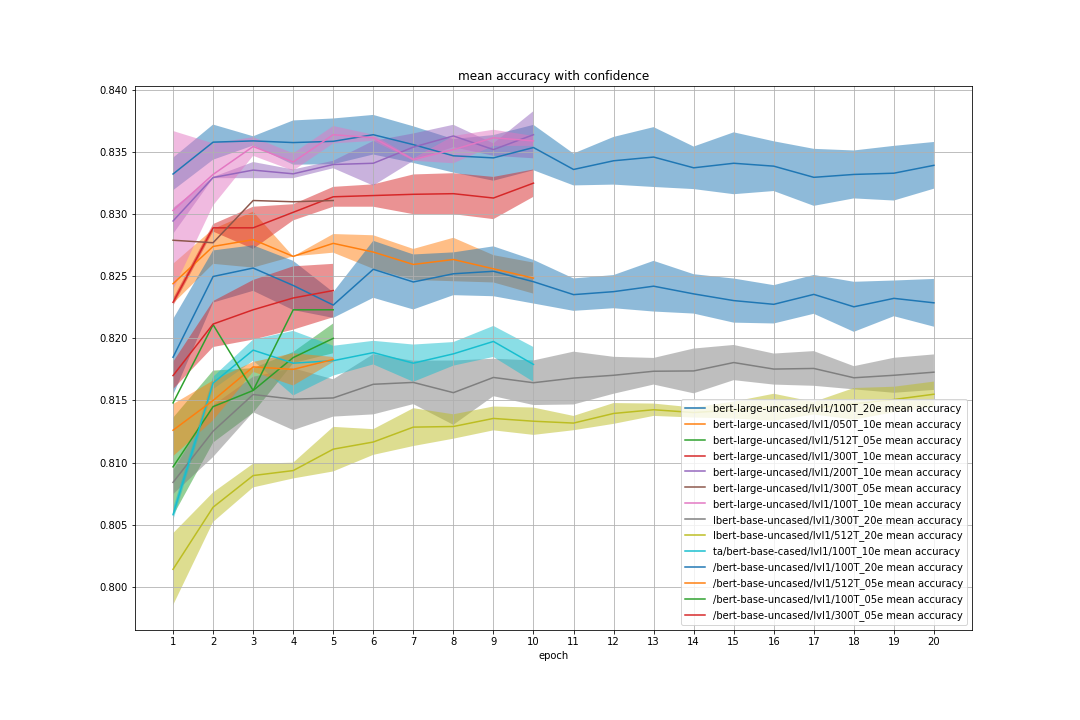 mean accuracy with confidence
0.840
0.835
0.830
0.825
0.820
0.815
0.810
0.805
0.800
bert-large-uncased/lvl1/100T_20e mean accuracy
bert-large-uncased/lvl1/050T_10e mean accuracy
bert-large-uncased/lvl1/512T_05e mean accuracy
bert-large-uncased/lvl1/300T_10e mean accuracy
bert-large-uncased/lvl1/200T_10e mean accuracy
bert-large-uncased/lvl1/300T_05e mean accuracy
bert-large-uncased/lvl1/100T_10e mean accuracy
lbert-base-uncased/lvl1/300T_20e mean accuracy
lbert-base-uncased/lvl1/512T_20e mean accuracy
ta/bert-base-cased/lvl1/100T_10e mean accuracy
/bert-base-uncased/lvl1/100T_20e mean accuracy
/bert-base-uncased/lvl1/512T_05e mean accuracy
/bert-base-uncased/lvl1/100T_05e mean accuracy
/bert-base-uncased/lvl1/300T_05e mean accuracy
1 2 3 4 5 6 7 8 9 10 11 12 13 14 15 16 17 18 19 20
epoch